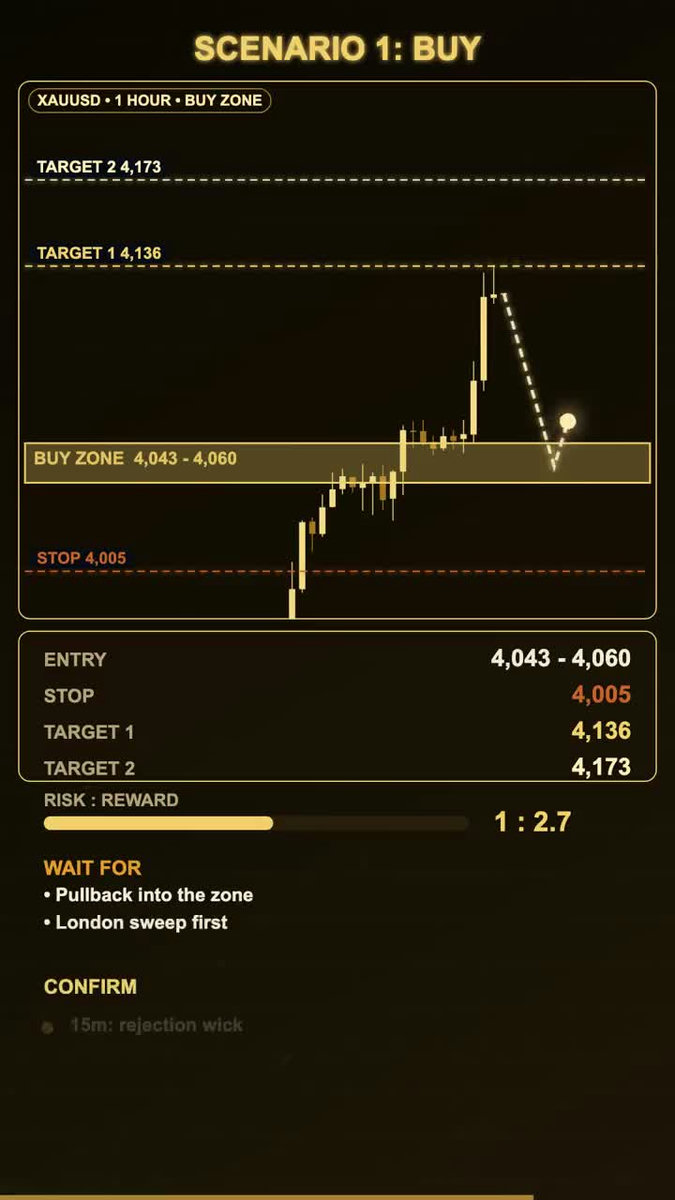 SCENARIO 1: BUY
XAUUSD • 1 HOUR • BUY ZONE
TARGET 2 4,173
TARGET 1 4,136
BUY ZONE 4,043 - 4,060
STOP 4,005
ENTRY 4,043 - 4,060
STOP 4,005
TARGET 1 4,136
TARGET 2 4,173
RISK : REWARD 1 : 2.7
WAIT FOR
• Pullback into the zone
• London sweep first
CONFIRM
• 15m: rejection wick